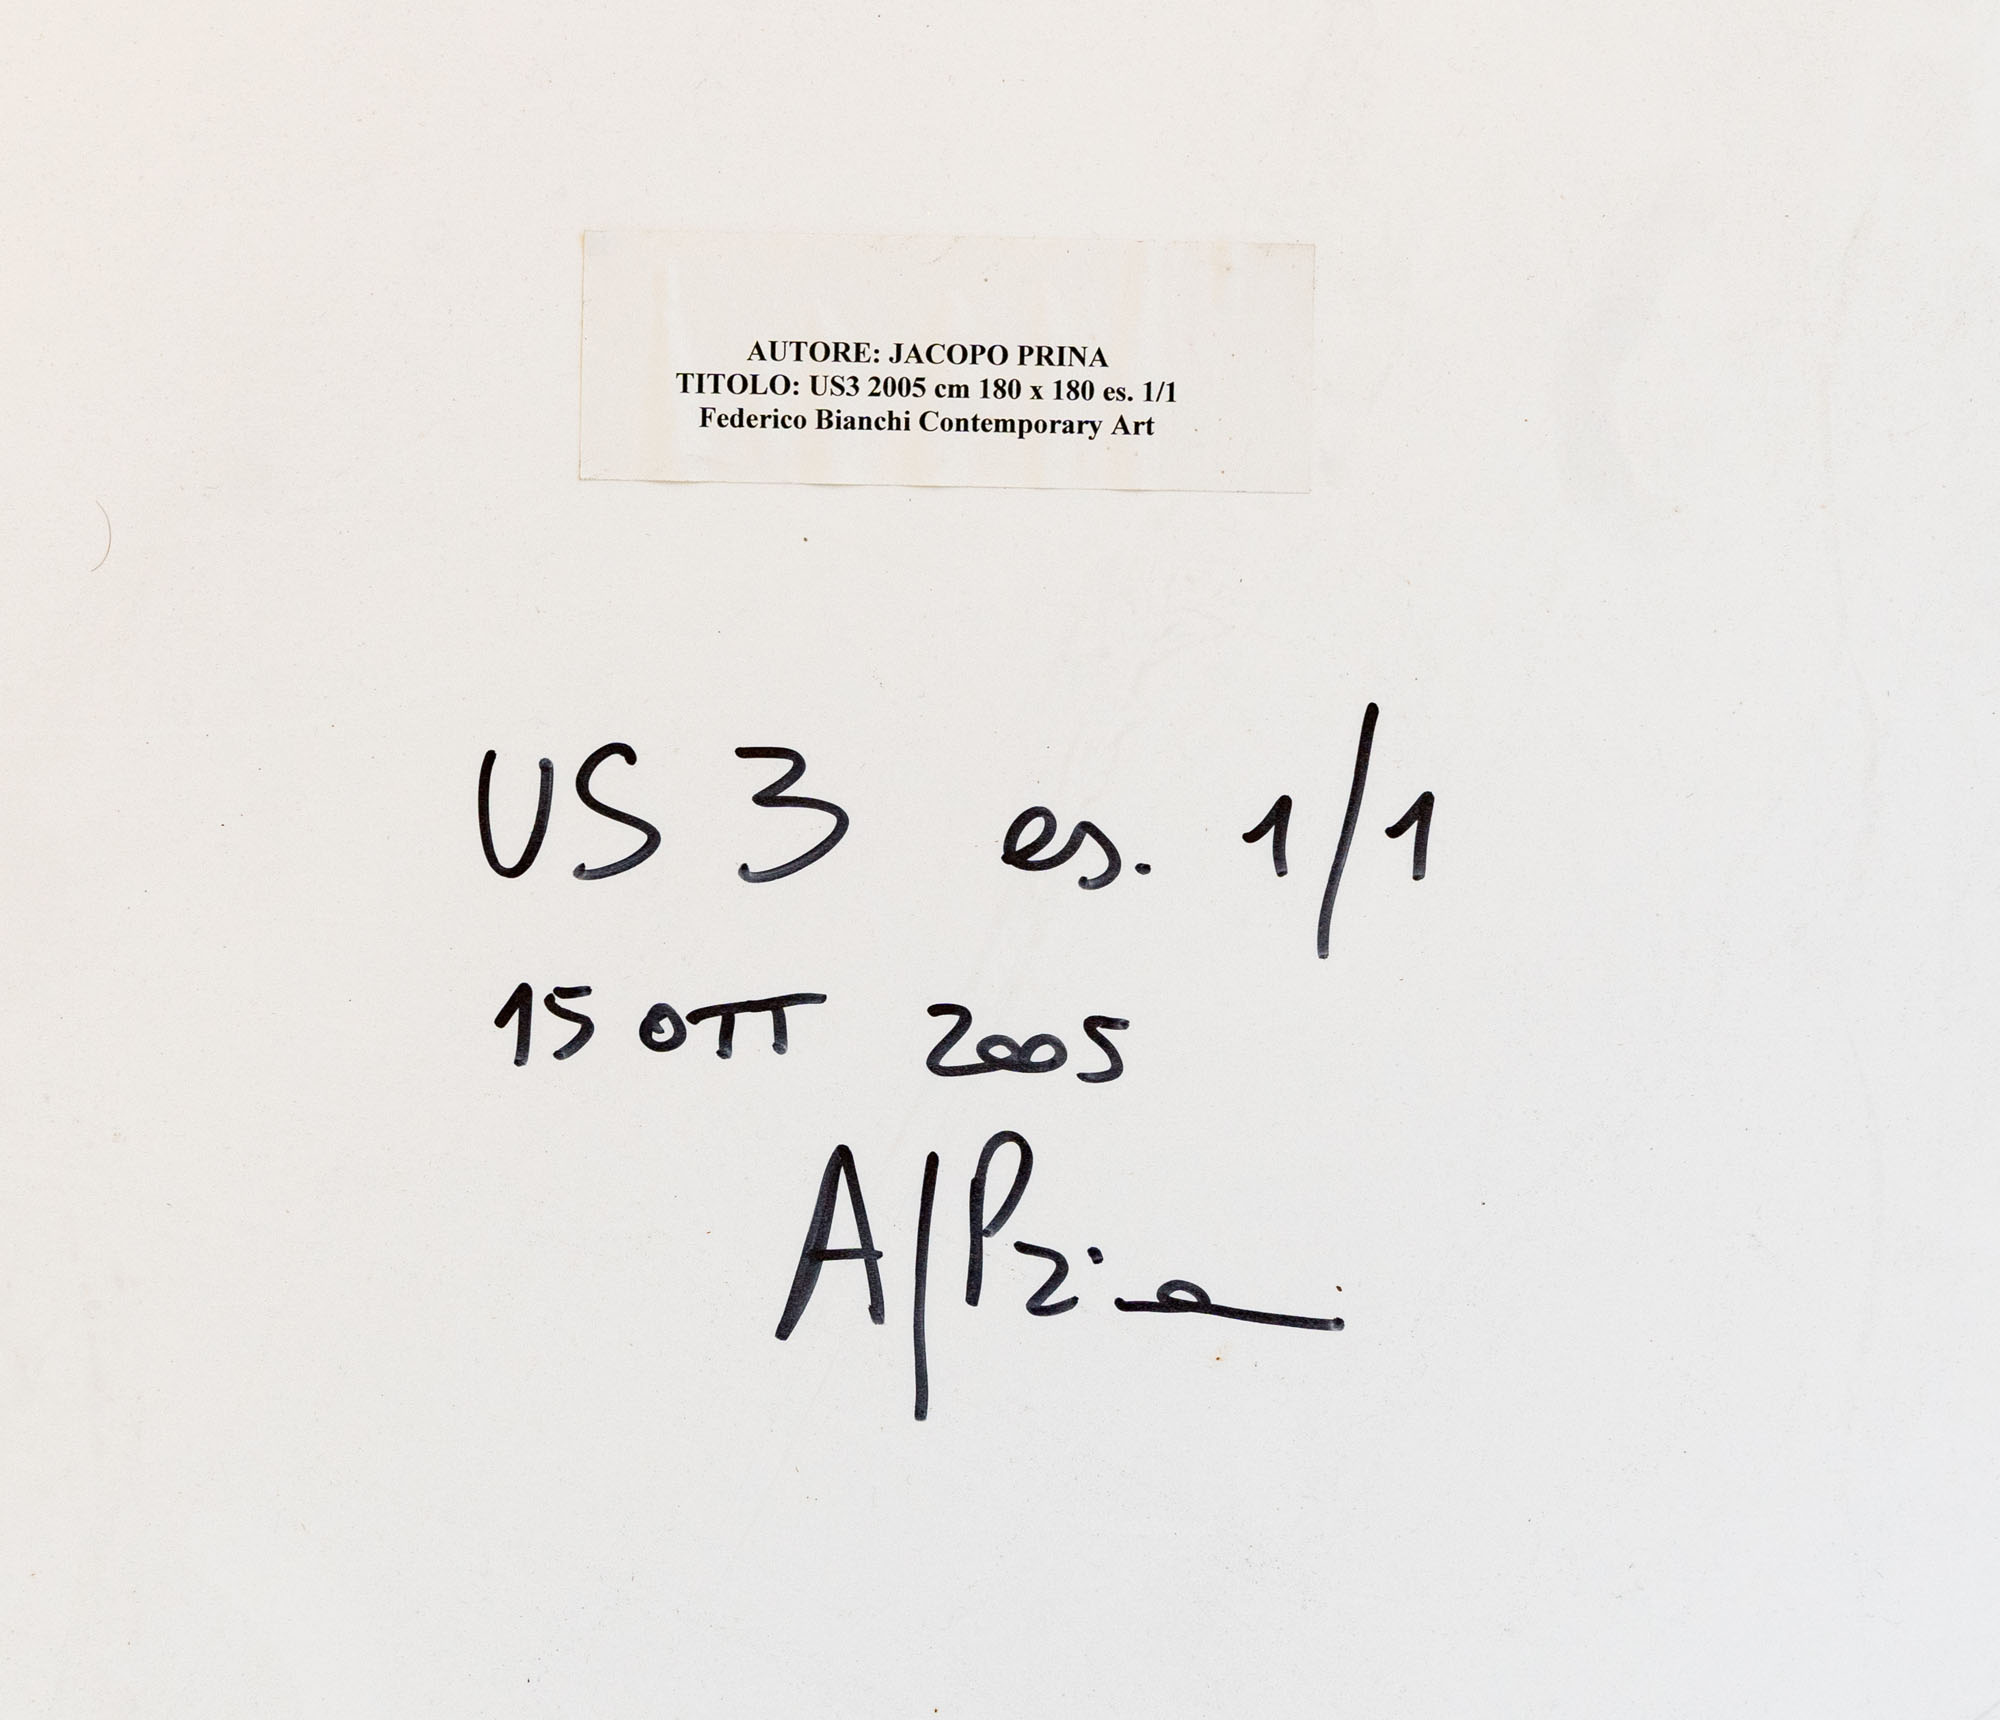 AUTORE: JACOPO PRINA
TITOLO: US3 2005 cm 180 x 180 es. 1/1
Federico Bianchi Contemporary Art
US 3 es. 1/1
15 OTT 2005
A/Prina